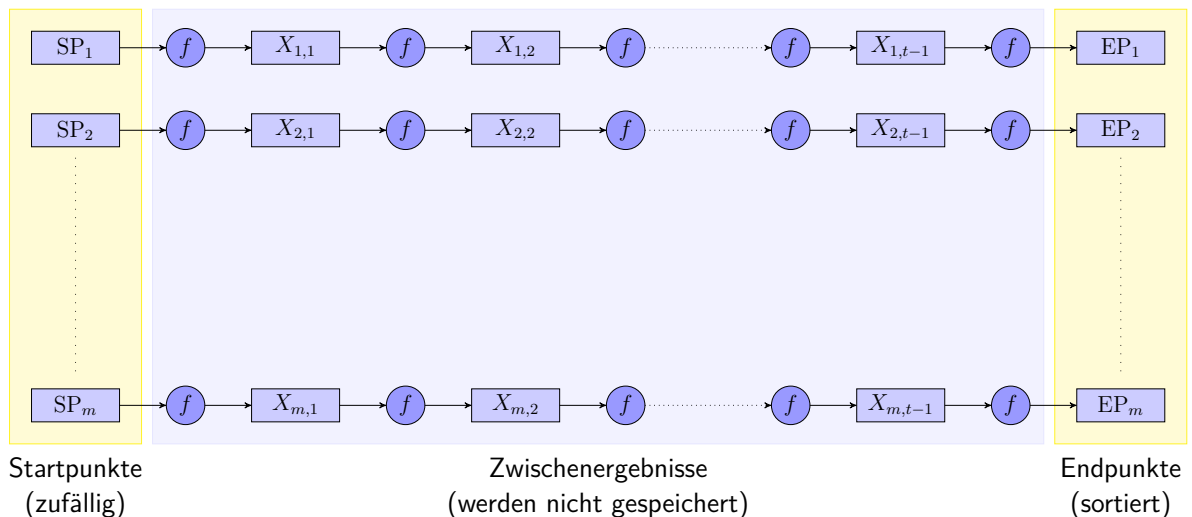 SP₁ f X₁,₁ f X₁,₂ f f X₁,ₜ₋₁ f EP₁
SP₂ f X₂,₁ f X₂,₂ f f X₂,ₜ₋₁ f EP₂
SPₘ f Xₘ,₁ f Xₘ,₂ f f Xₘ,ₜ₋₁ f EPₘ
Startpunkte
(zufällig)
Zwischenergebnisse
(werden nicht gespeichert)
Endpunkte
(sortiert)